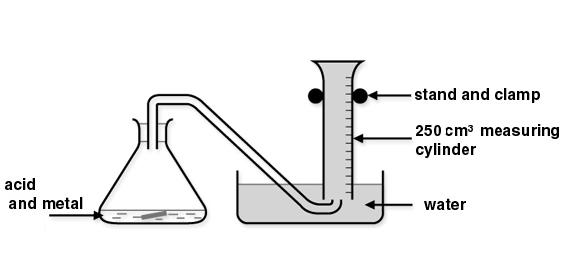 stand and clamp
250 cm³ measuring
cylinder
acid
and metal
water